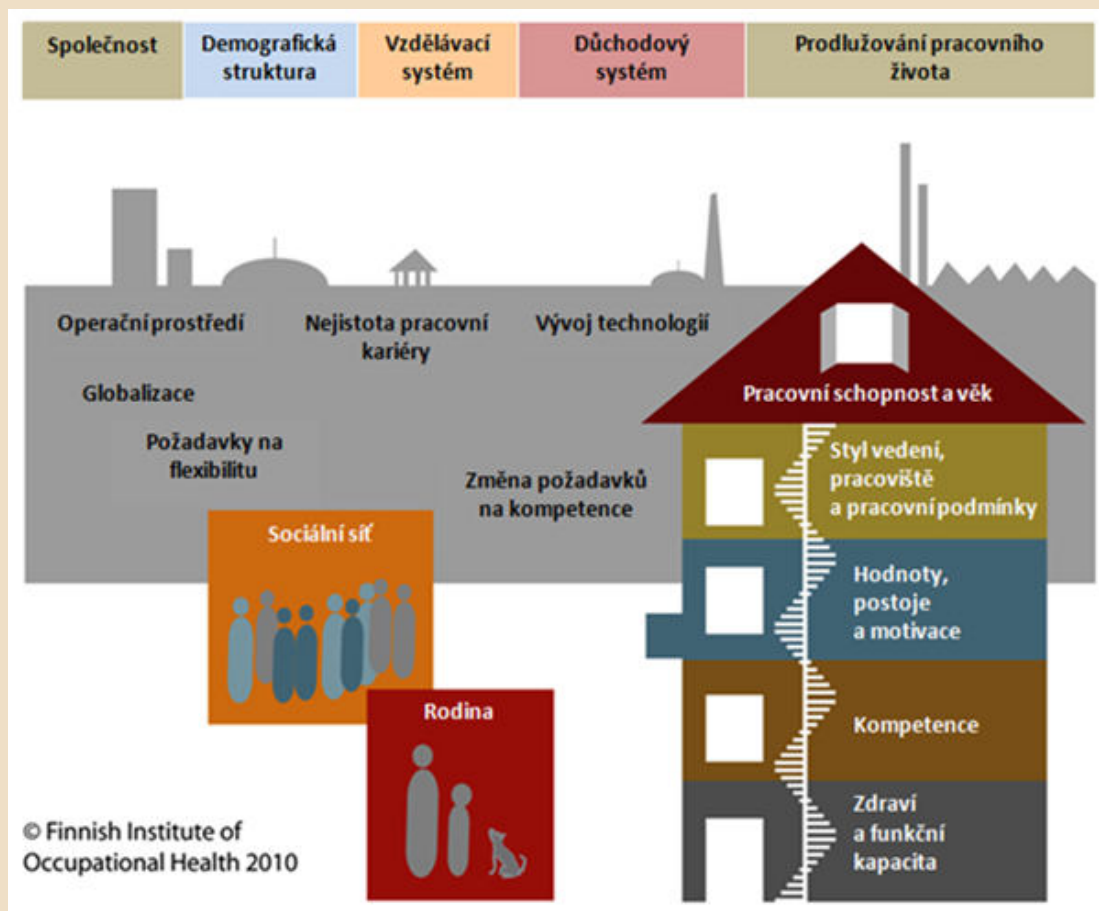 Společnost
Demografická
struktura
Vzdělávací
systém
Důchodový
systém
Prodlužování pracovního
života
Operační prostředí
Nejistota pracovní
kariéry
Vývoj technologií
Globalizace
Požadavky na
flexibilitu
Změna požadavků
na kompetence
Pracovní schopnost a věk
Styl vedení,
pracoviště
a pracovní podmínky
Hodnoty,
postoje
a motivace
Kompetence
Zdraví
a funkční
kapacita
Sociální síť
Rodina
© Finnish Institute of
Occupational Health 2010